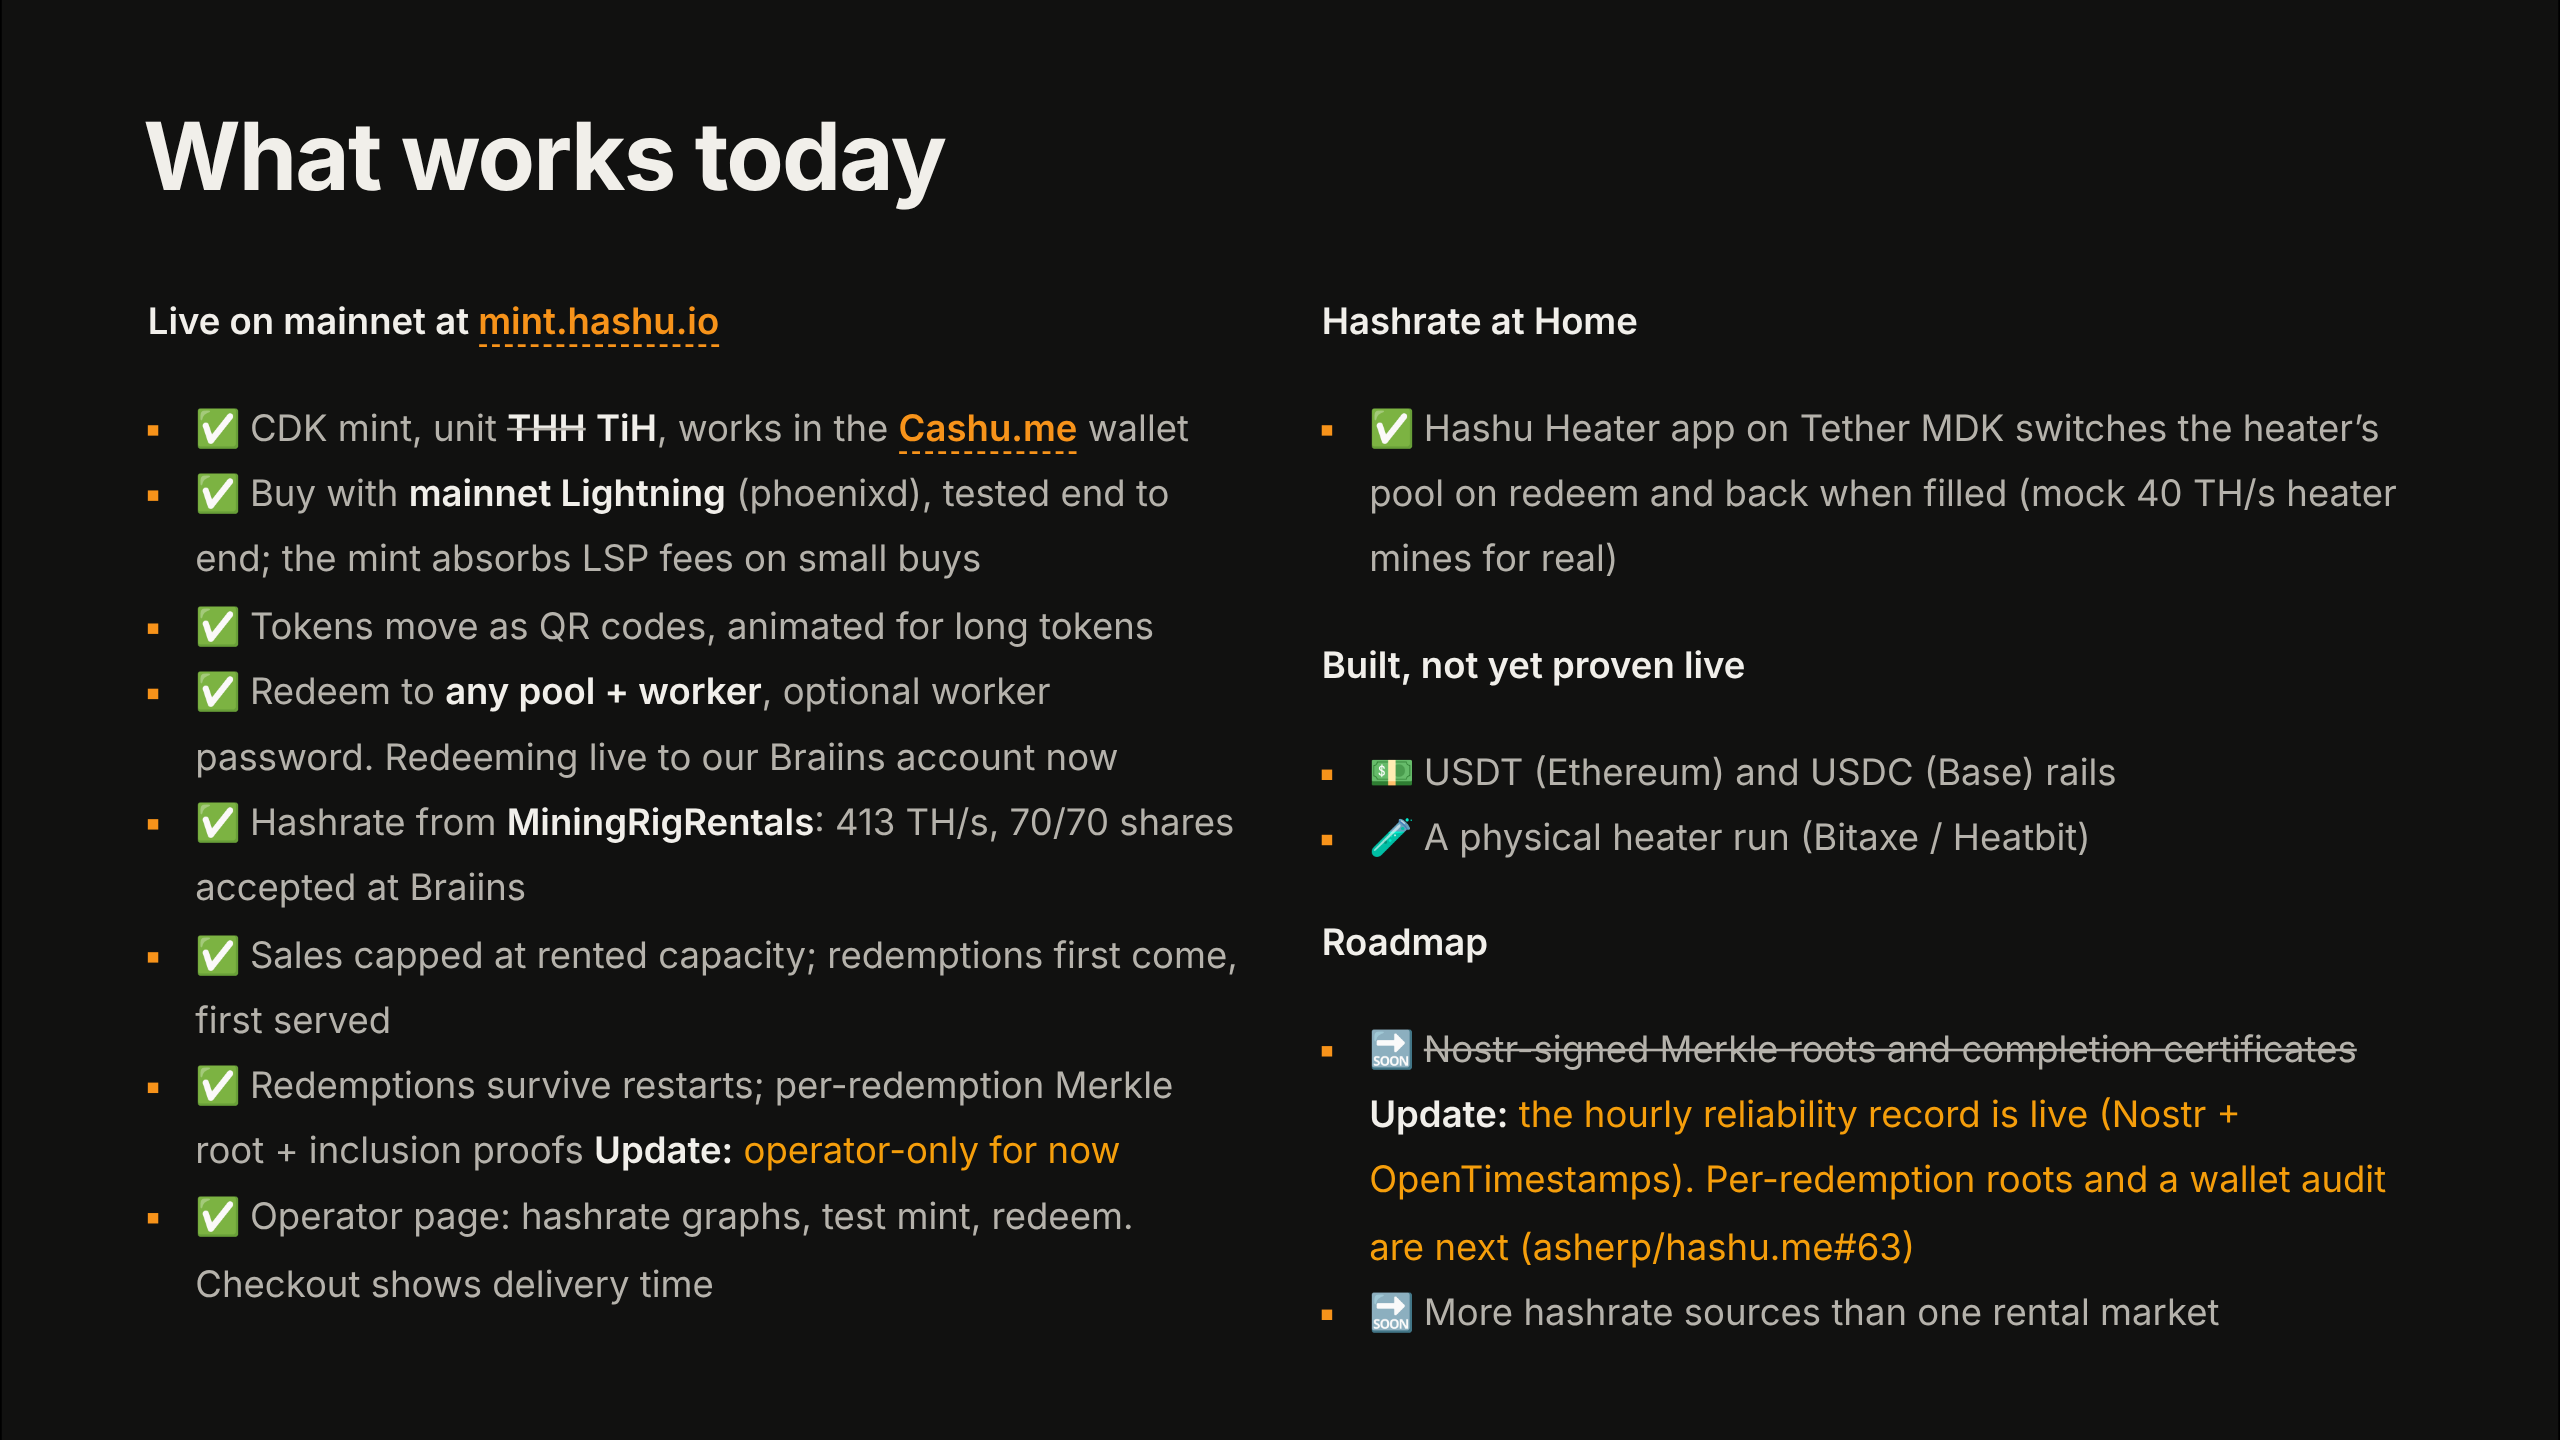 What works today
Live on mainnet at mint.hashu.io
✅ CDK mint, unit THH TiH, works in the Cashu.me wallet
✅ Buy with mainnet Lightning (phoenixd), tested end to
end; the mint absorbs LSP fees on small buys
✅ Tokens move as QR codes, animated for long tokens
✅ Redeem to any pool + worker, optional worker
password. Redeeming live to our Braiins account now
✅ Hashrate from MiningRigRentals: 413 TH/s, 70/70 shares
accepted at Braiins
✅ Sales capped at rented capacity; redemptions first come,
first served
✅ Redemptions survive restarts; per-redemption Merkle
root + inclusion proofs Update: operator-only for now
✅ Operator page: hashrate graphs, test mint, redeem.
Checkout shows delivery time
Hashrate at Home
✅ Hashu Heater app on Tether MDK switches the heater’s
pool on redeem and back when filled (mock 40 TH/s heater
mines for real)
Built, not yet proven live
💵 USDT (Ethereum) and USDC (Base) rails
🧪 A physical heater run (Bitaxe / Heatbit)
Roadmap
🔜 Nostr-signed Merkle roots and completion certificates
Update: the hourly reliability record is live (Nostr +
OpenTimestamps). Per-redemption roots and a wallet audit
are next (asherp/hashu.me#63)
🔜 More hashrate sources than one rental market